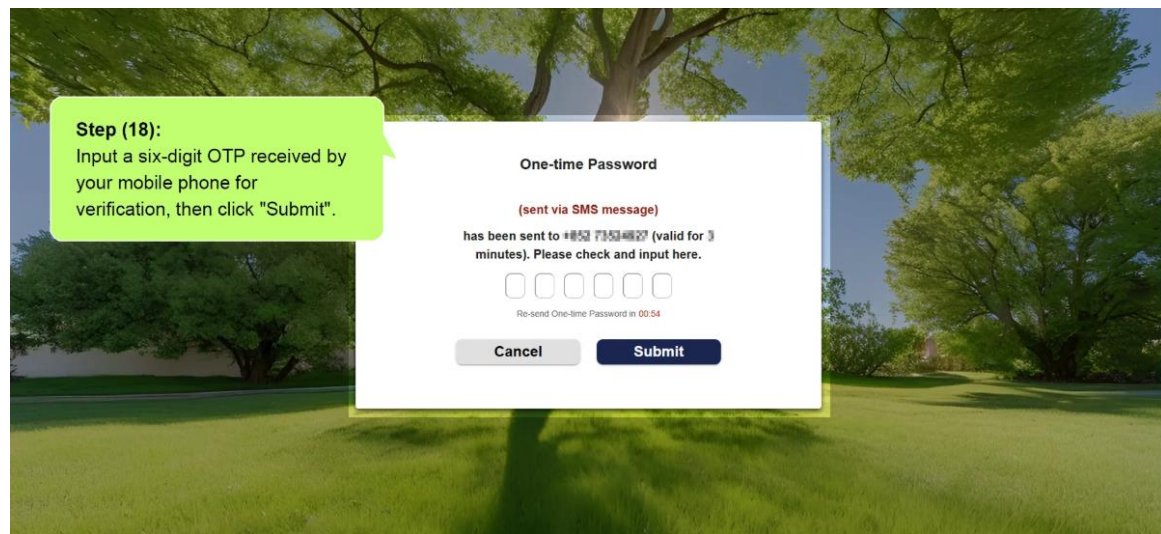 Step (18):
Input a six-digit OTP received by
your mobile phone for
verification, then click "Submit".
One-time Password
(sent via SMS message)
has been sent to (valid for
minutes). Please check and input here.
Re-send One-time Password in 00:54
Cancel
Submit